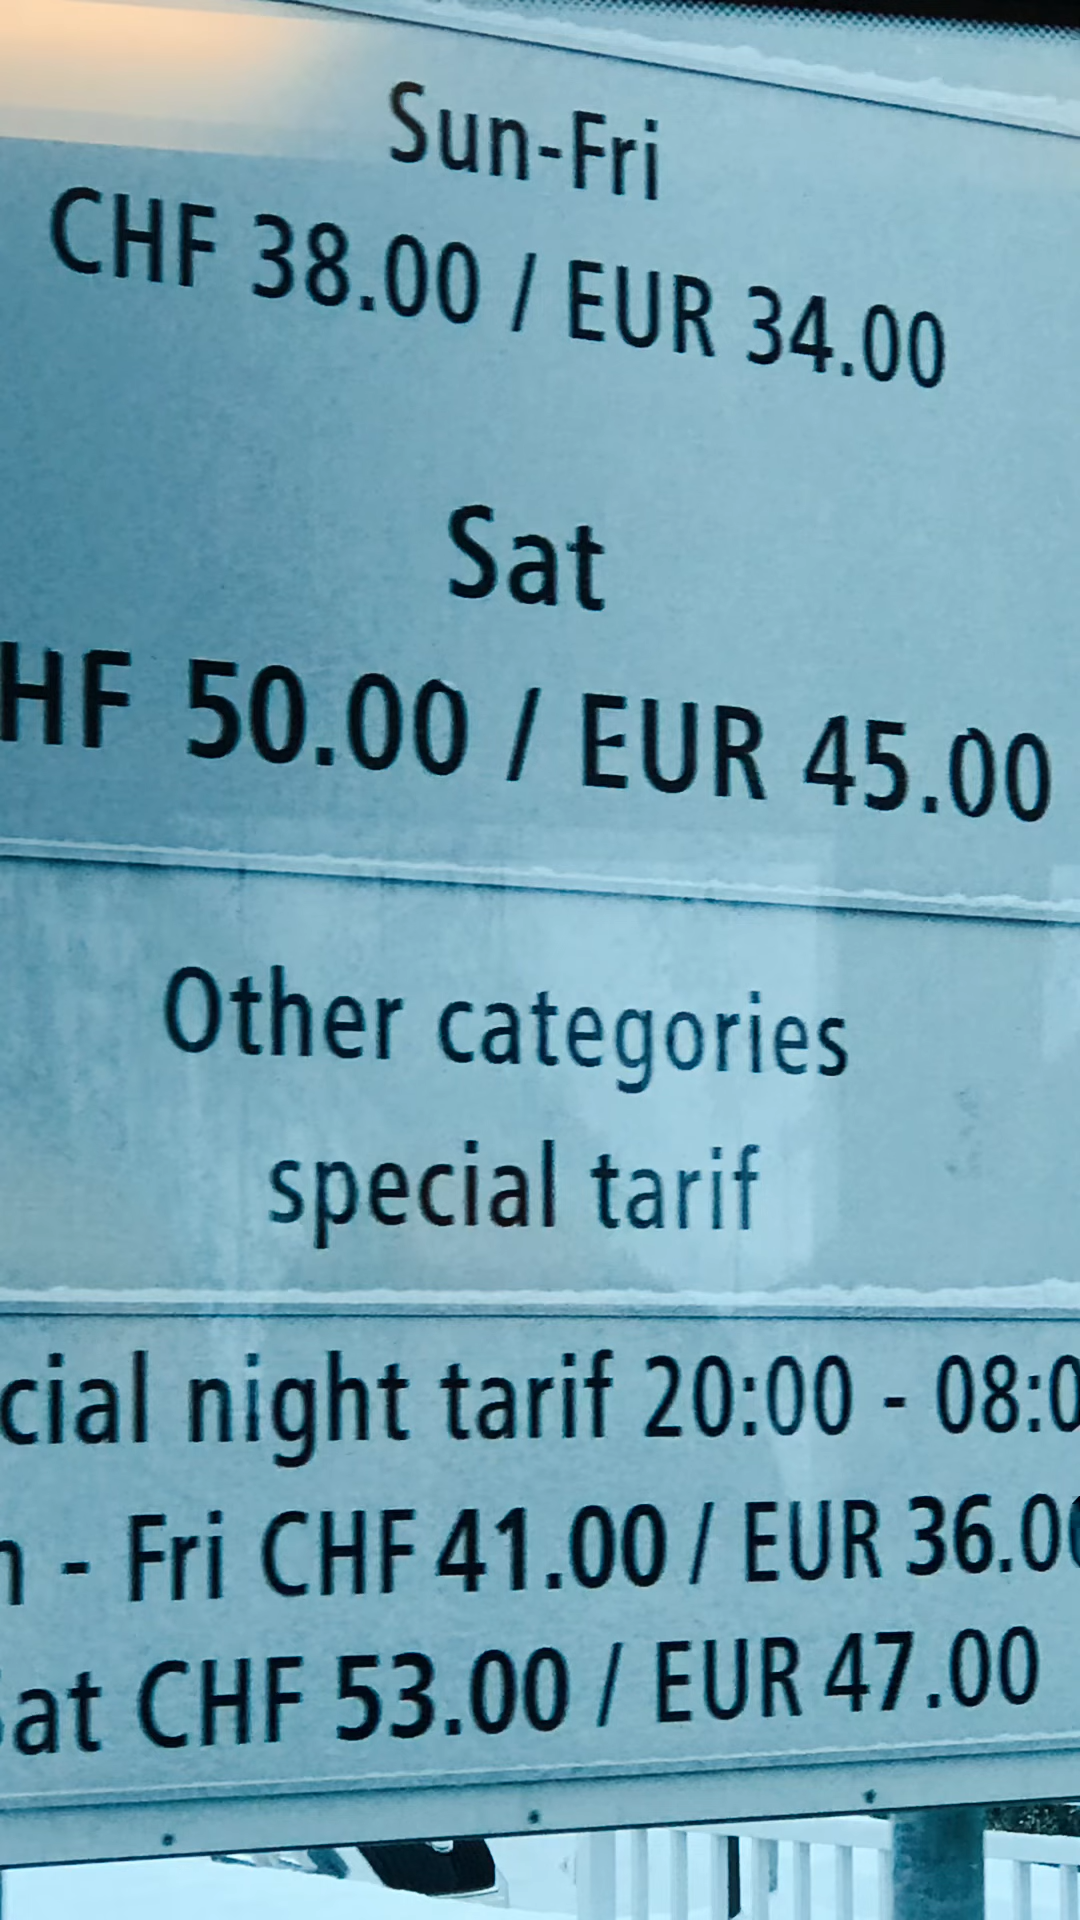 Sun-Fri
CHF 38.00 / EUR 34.00
Sat
HF 50.00 / EUR 45.00
Other categories
special tarif
cial night tarif 20:00 - 08:0
- Fri CHF 41.00 / EUR 36.00
at CHF 53.00 / EUR 47.00